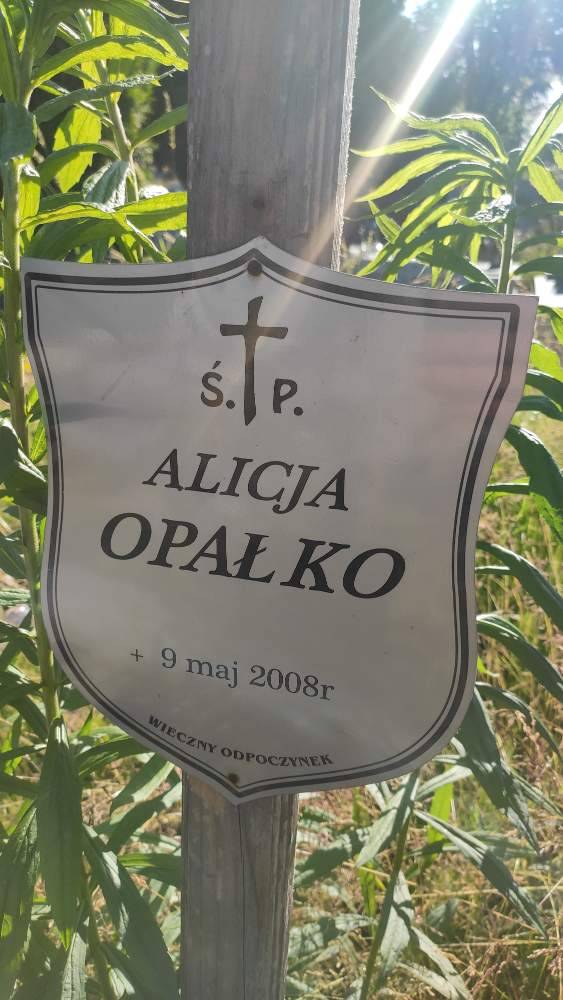 Ś. P.
ALICJA
OPAŁKO
+ 9 maj 2008r
WIECZNY ODPOCZYNEK